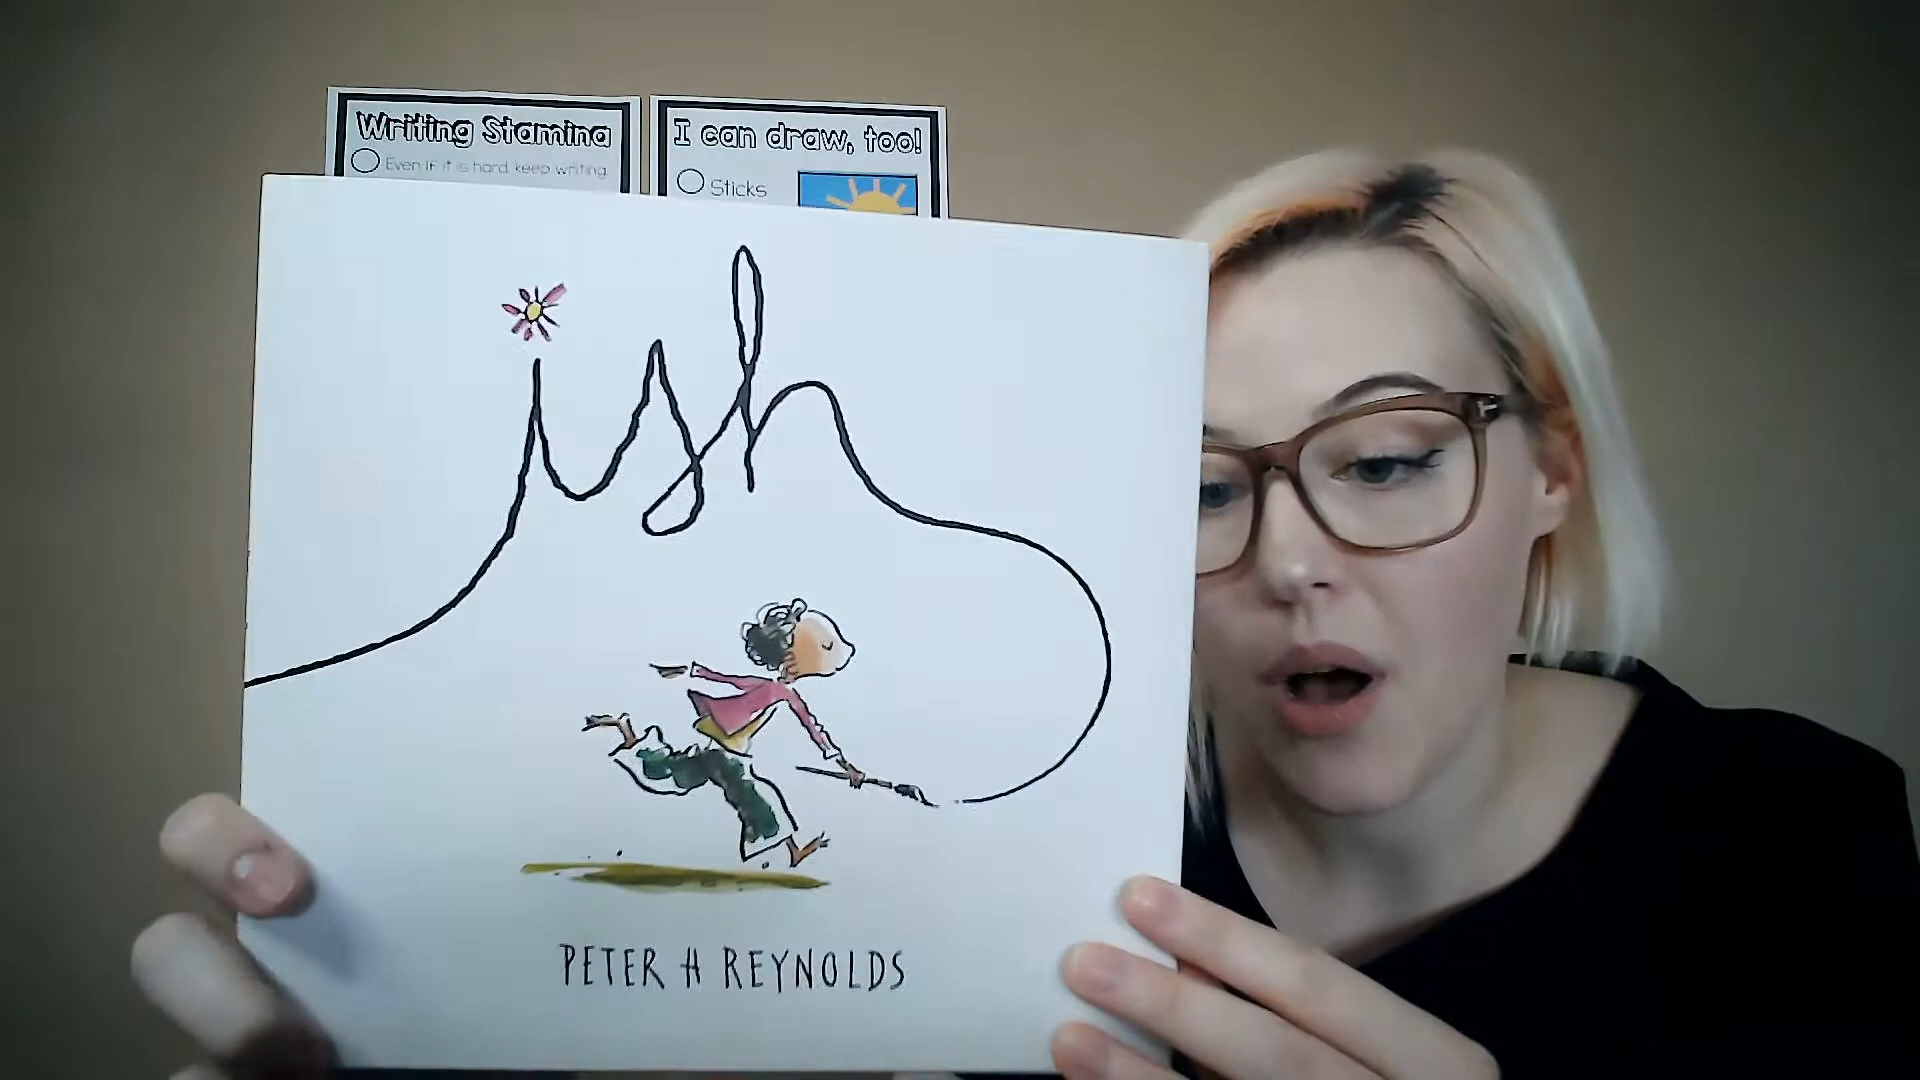 Writing Stamina
Even if it is hard, keep writing.
I can draw, too!
Sticks
ish
PETER H REYNOLDS